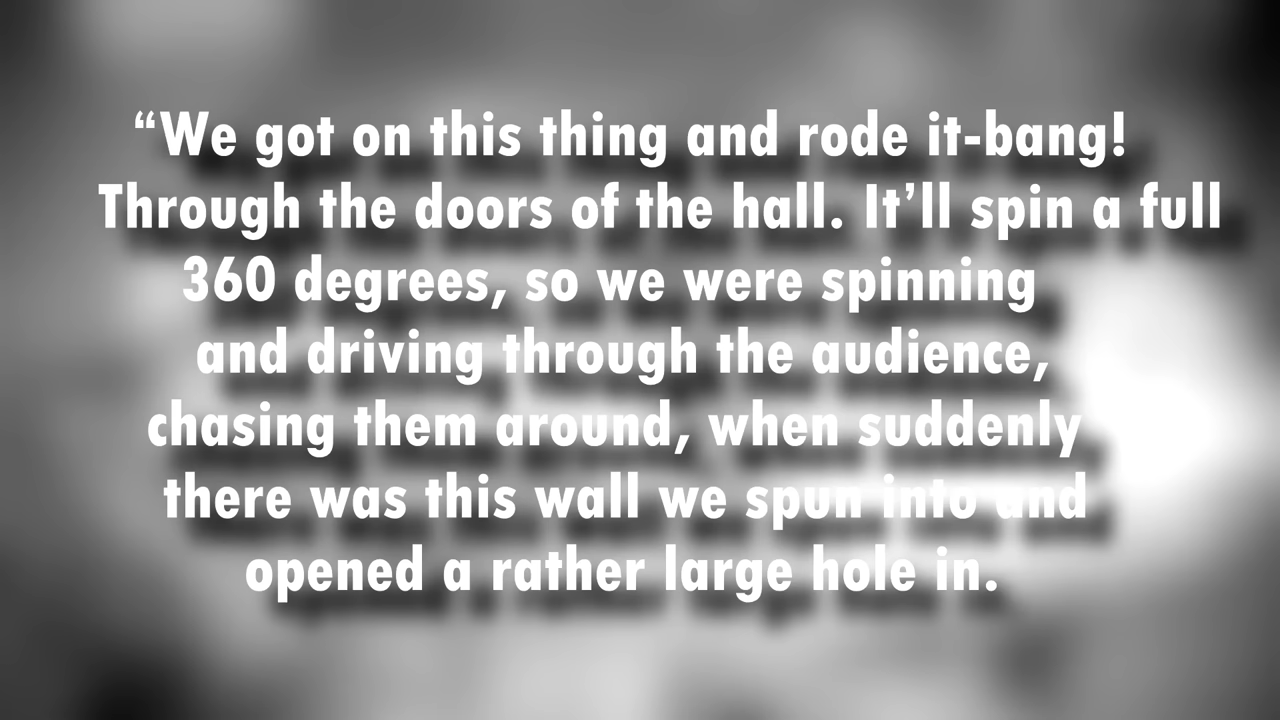 “We got on this thing and rode it-bang!
Through the doors of the hall. It’ll spin a full
360 degrees, so we were spinning
and driving through the audience,
chasing them around, when suddenly
there was this wall we spun into and
opened a rather large hole in.